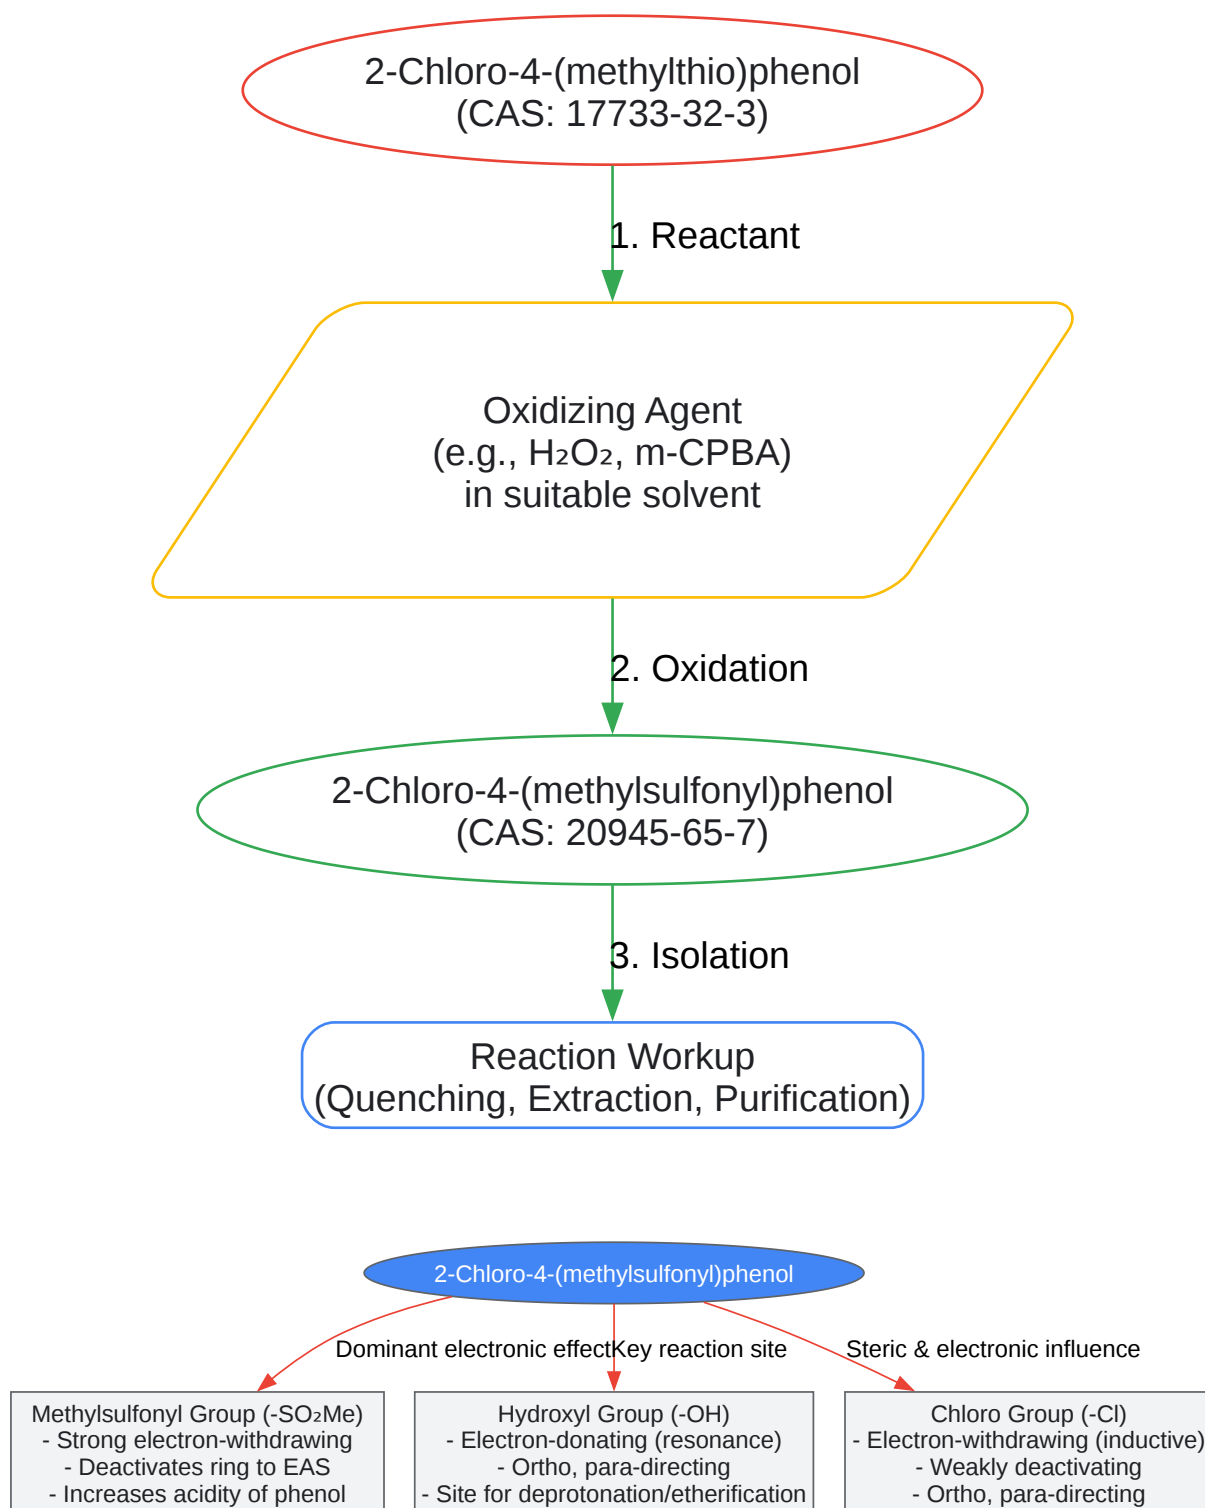 2-Chloro-4-(methylthio)phenol
(CAS: 17733-32-3)
1. Reactant
Oxidizing Agent
(e.g., H₂O₂, m-CPBA)
in suitable solvent
2. Oxidation
2-Chloro-4-(methylsulfonyl)phenol
(CAS: 20945-65-7)
3. Isolation
Reaction Workup
(Quenching, Extraction, Purification)
2-Chloro-4-(methylsulfonyl)phenol
Dominant electronic effect
Key reaction site
Steric & electronic influence
Methylsulfonyl Group (-SO₂Me)
- Strong electron-withdrawing
- Deactivates ring to EAS
- Increases acidity of phenol
Hydroxyl Group (-OH)
- Electron-donating (resonance)
- Ortho, para-directing
- Site for deprotonation/etherification
Chloro Group (-Cl)
- Electron-withdrawing (inductive)
- Weakly deactivating
- Ortho, para-directing